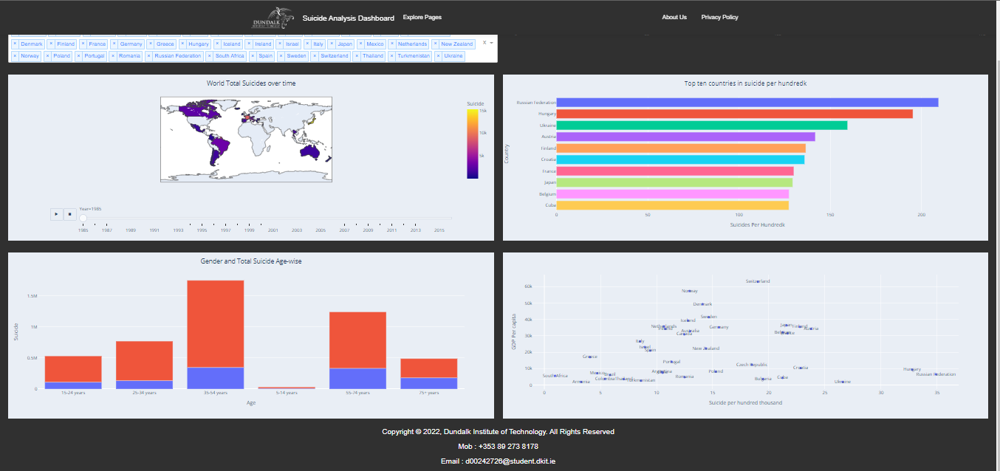 DUNDALK
Suicide Analysis Dashboard
Explore Pages
About Us
Privacy Policy
× Denmark × Finland × France × Germany × Greece × Hungary × Iceland × Ireland × Israel × Italy × Japan × Mexico × Netherlands × New Zealand
× Norway × Poland × Portugal × Romania × Russian Federation × South Africa × Spain × Sweden × Switzerland × Thailand × Turkmenistan × Ukraine
World Total Suicides over time
Suicide
15k
10k
5k
Year=1985
1985 1987 1989 1991 1993 1995 1997 1999 2001 2003 2005 2007 2009 2011 2013 2015
Top ten countries in suicide per hundredk
Country
Russian Federation
Hungary
Ukraine
Austria
Finland
Croatia
France
Japan
Belgium
Cuba
0 50 100 150 200
Suicides Per Hundredk
Gender and Total Suicide Age-wise
Suicide
1.5M
1M
0.5M
0
15-24 years 25-34 years 35-54 years 5-14 years 55-74 years 75+ years
Age
GDP Per capita
60k
50k
40k
30k
20k
10k
0
Switzerland
Norway
Denmark
Sweden
Iceland
Netherlands
Germany
Australia
Canada
Japan
Finland
Austria
Italy
Israel
Spain
New Zealand
Greece
Portugal
Czech Republic
Croatia
Hungary
Russian Federation
South Africa
Mexico
Brazil
Argentina
Poland
Armenia
Colombia
Thailand
Turkmenistan
Romania
Bulgaria
Cuba
Ukraine
0 5 10 15 20 25 30 35
Suicide per hundred thousand
Copyright © 2022, Dundalk Institute of Technology. All Rights Reserved
Mob : +353 89 273 8178
Email : d00242726@student.dkit.ie